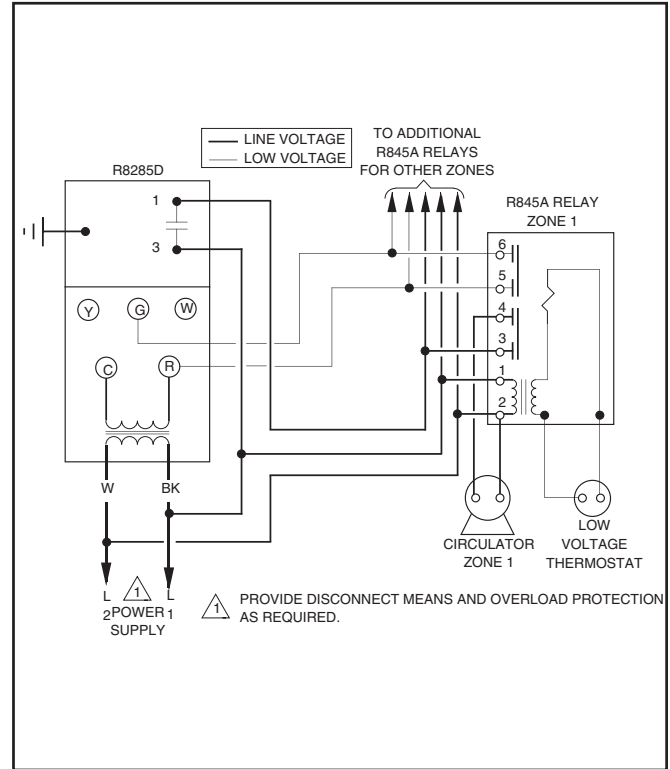 LINE VOLTAGE
LOW VOLTAGE
TO ADDITIONAL
R845A RELAYS
FOR OTHER ZONES
R8285D
R845A RELAY
ZONE 1
1
3
Y
G
W
C
R
6
5
4
3
1
2
W
BK
CIRCULATOR
ZONE 1
LOW
VOLTAGE
THERMOSTAT
L
2
1
L
1
POWER
SUPPLY
1
PROVIDE DISCONNECT MEANS AND OVERLOAD PROTECTION
AS REQUIRED.